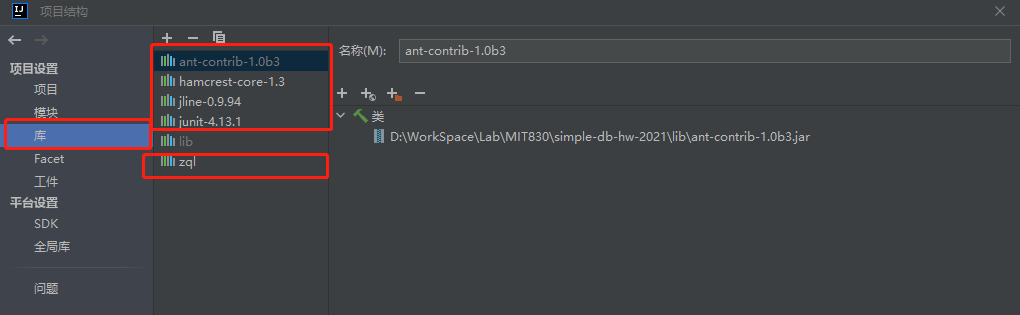 IJ 项目结构
项目设置
项目
模块
库
Facet
工件
平台设置
SDK
全局库
问题
ant-contrib-1.0b3
hamcrest-core-1.3
jline-0.9.94
junit-4.13.1
lib
zql
名称(M): ant-contrib-1.0b3
类
D:\WorkSpace\Lab\MIT830\simple-db-hw-2021\lib\ant-contrib-1.0b3.jar